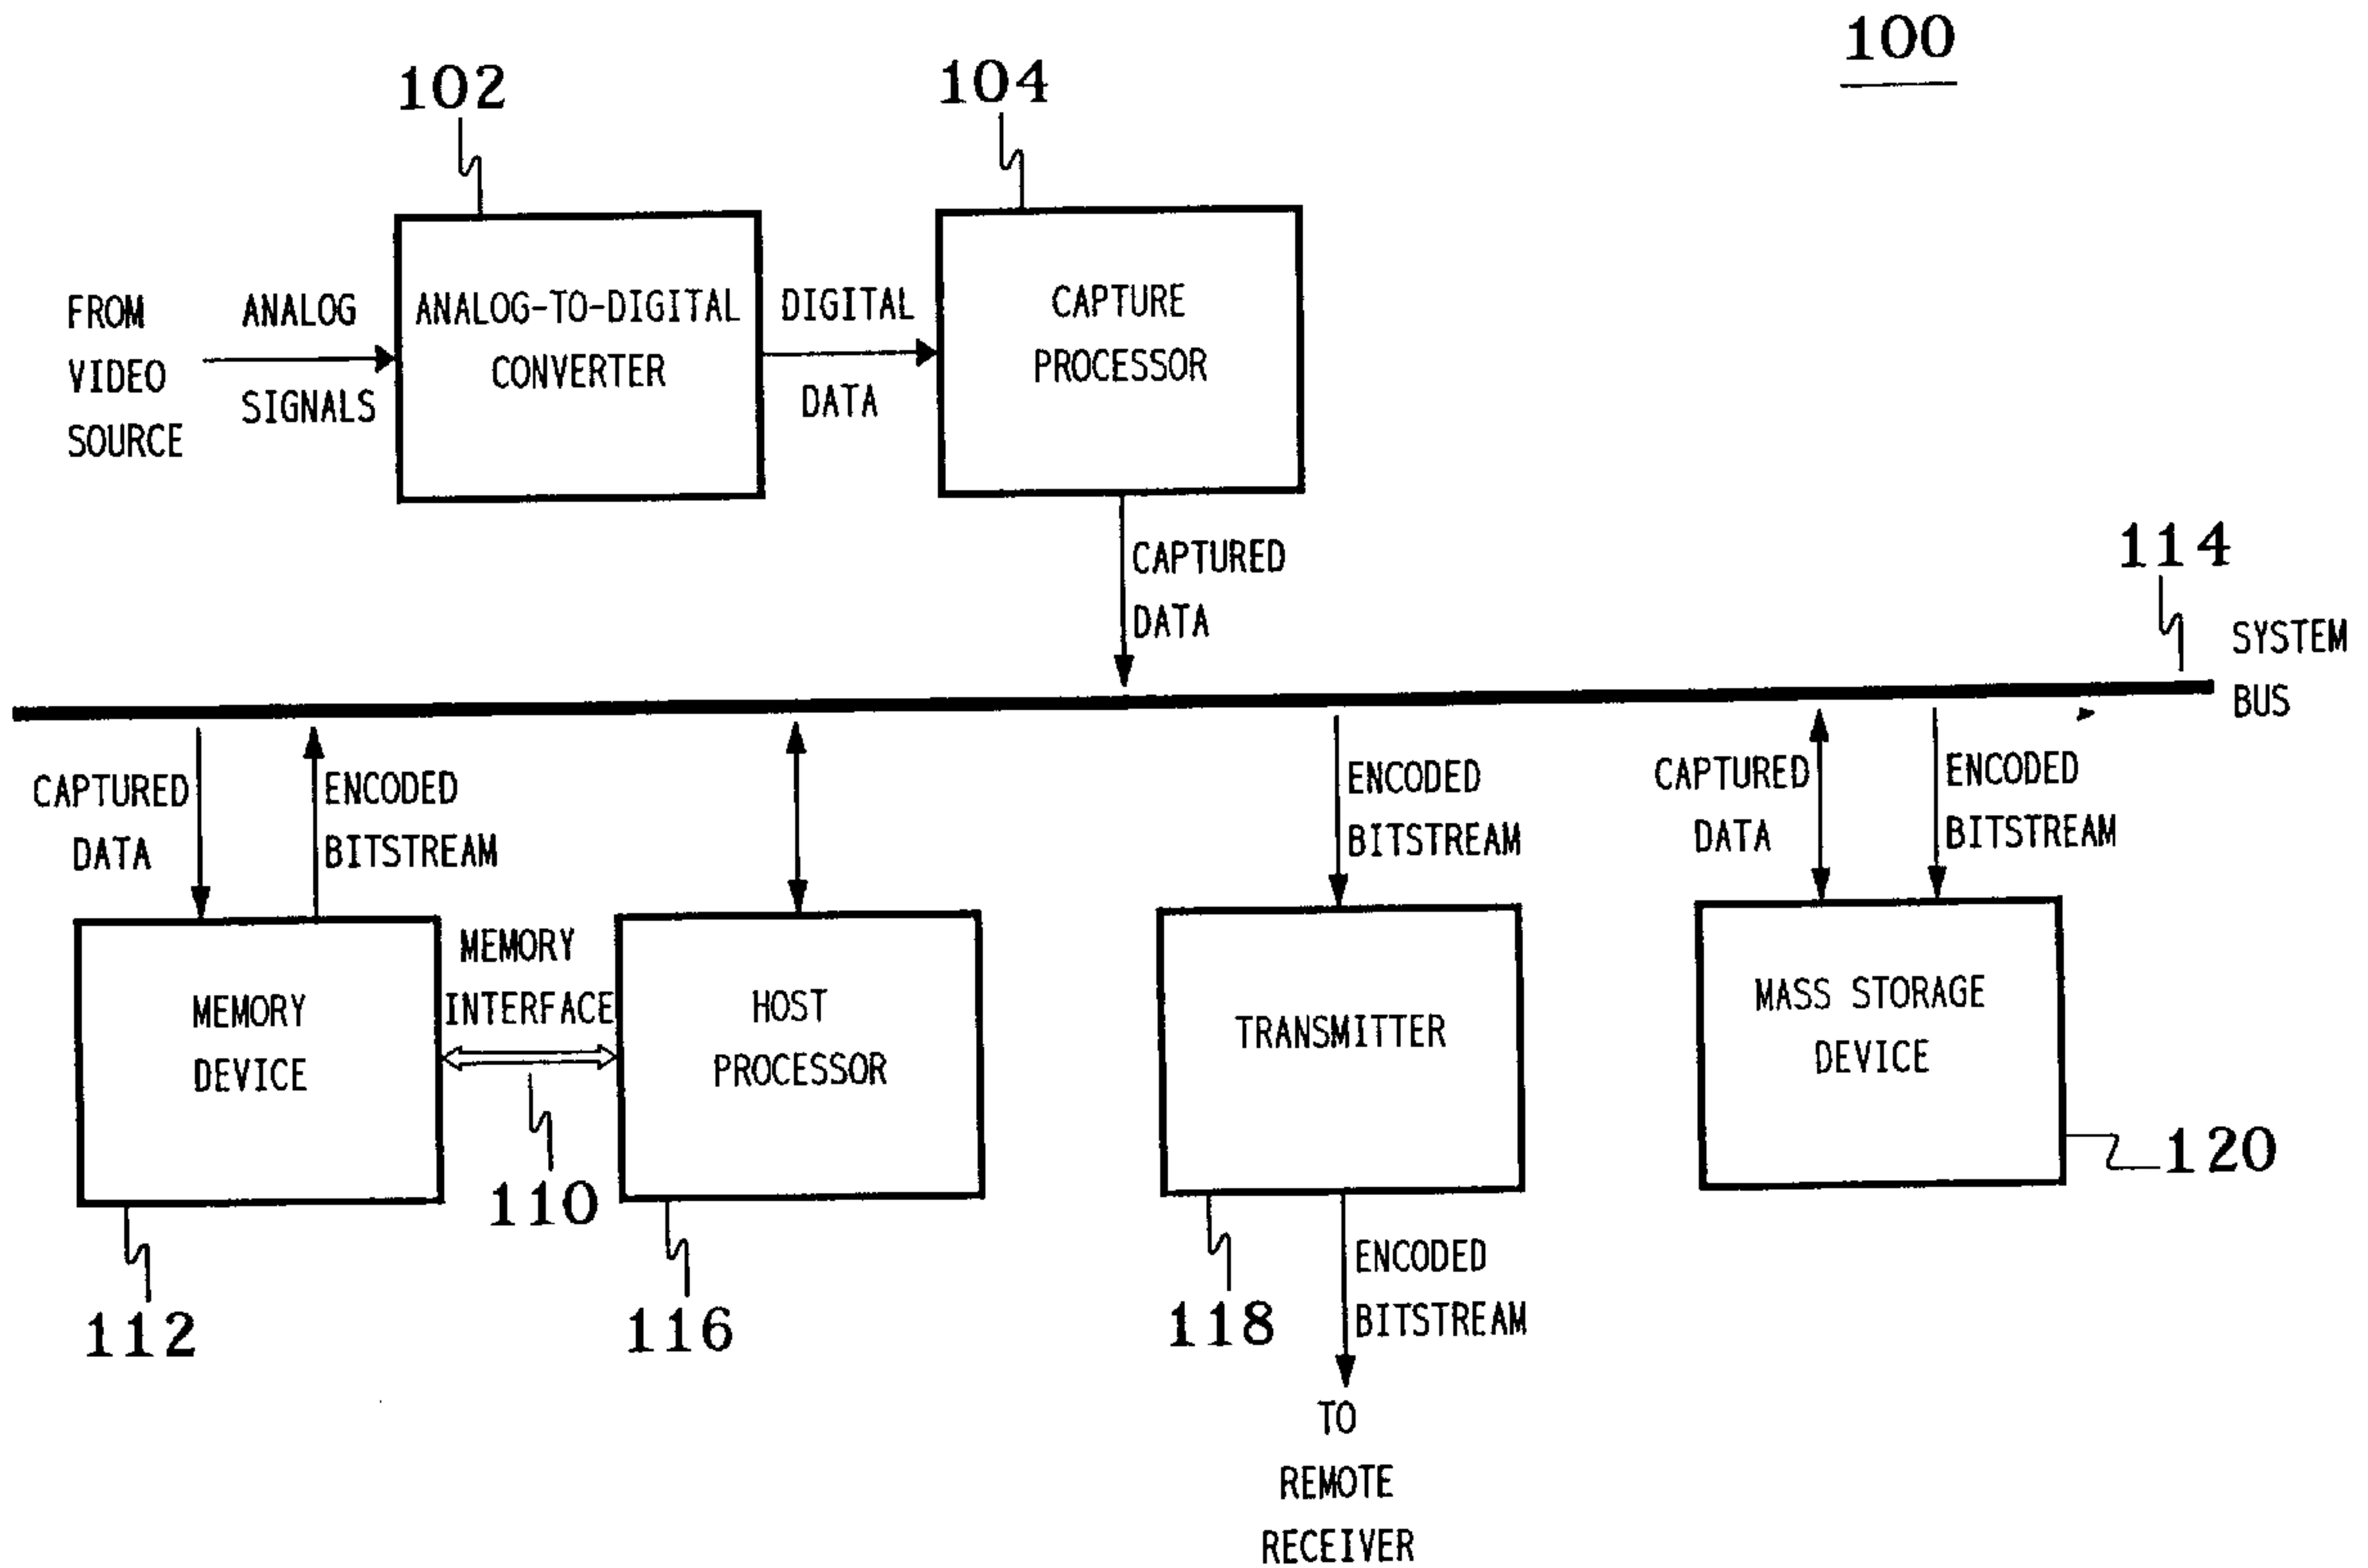 100
102
104
FROM
VIDEO
SOURCE
ANALOG
SIGNALS
ANALOG-TO-DIGITAL
CONVERTER
DIGITAL
DATA
CAPTURE
PROCESSOR
CAPTURED
DATA
114
SYSTEM
BUS
CAPTURED
DATA
ENCODED
BITSTREAM
ENCODED
BITSTREAM
CAPTURED
DATA
ENCODED
BITSTREAM
MEMORY
DEVICE
MEMORY
INTERFACE
HOST
PROCESSOR
TRANSMITTER
MASS STORAGE
DEVICE
110
112
116
118
120
ENCODED
BITSTREAM
TO
REMOTE
RECEIVER